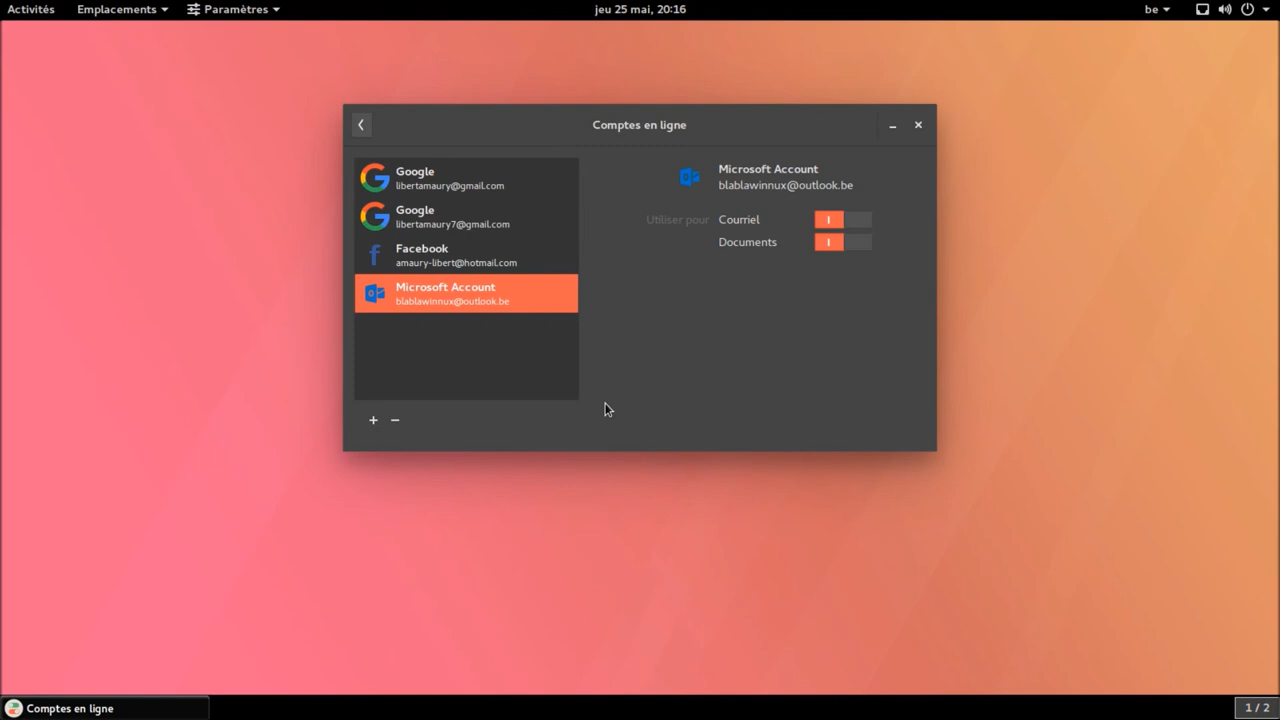 Activités Emplacements Paramètres jeu 25 mai, 20:16 be
Comptes en ligne
Google
libertamaury@gmail.com
Google
libertamaury7@gmail.com
Facebook
amaury-libert@hotmail.com
Microsoft Account
blablawinnux@outlook.be
Microsoft Account
blablawinnux@outlook.be
Utiliser pour Courriel
Documents
Comptes en ligne 1 / 2